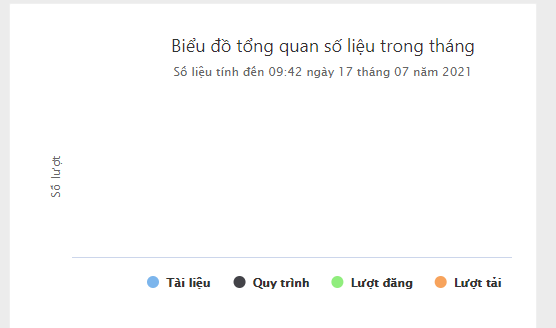 Biểu đồ tổng quan số liệu trong tháng
Số liệu tính đến 09:42 ngày 17 tháng 07 năm 2021
Số lượt
Tài liệu
Quy trình
Lượt đăng
Lượt tải